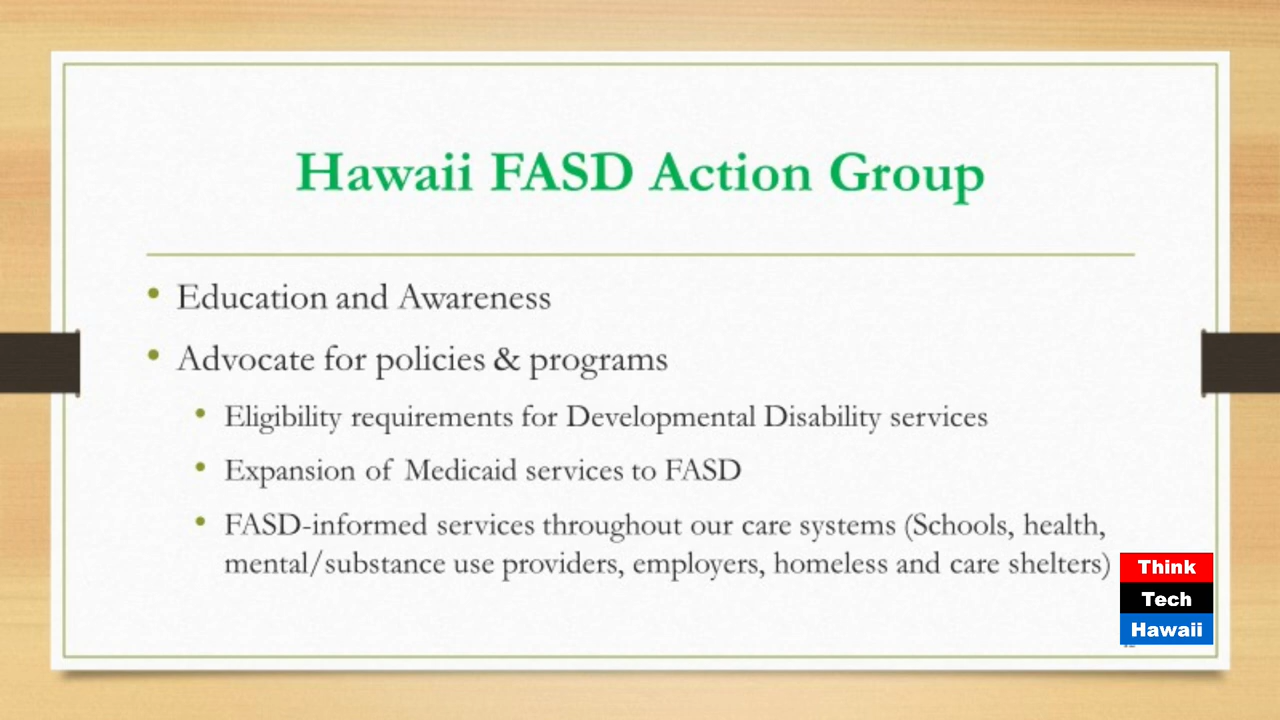 Hawaii FASD Action Group
• Education and Awareness
• Advocate for policies & programs
• Eligibility requirements for Developmental Disability services
• Expansion of Medicaid services to FASD
• FASD-informed services throughout our care systems (Schools, health,
mental/substance use providers, employers, homeless and care shelters)
Think
Tech
Hawaii